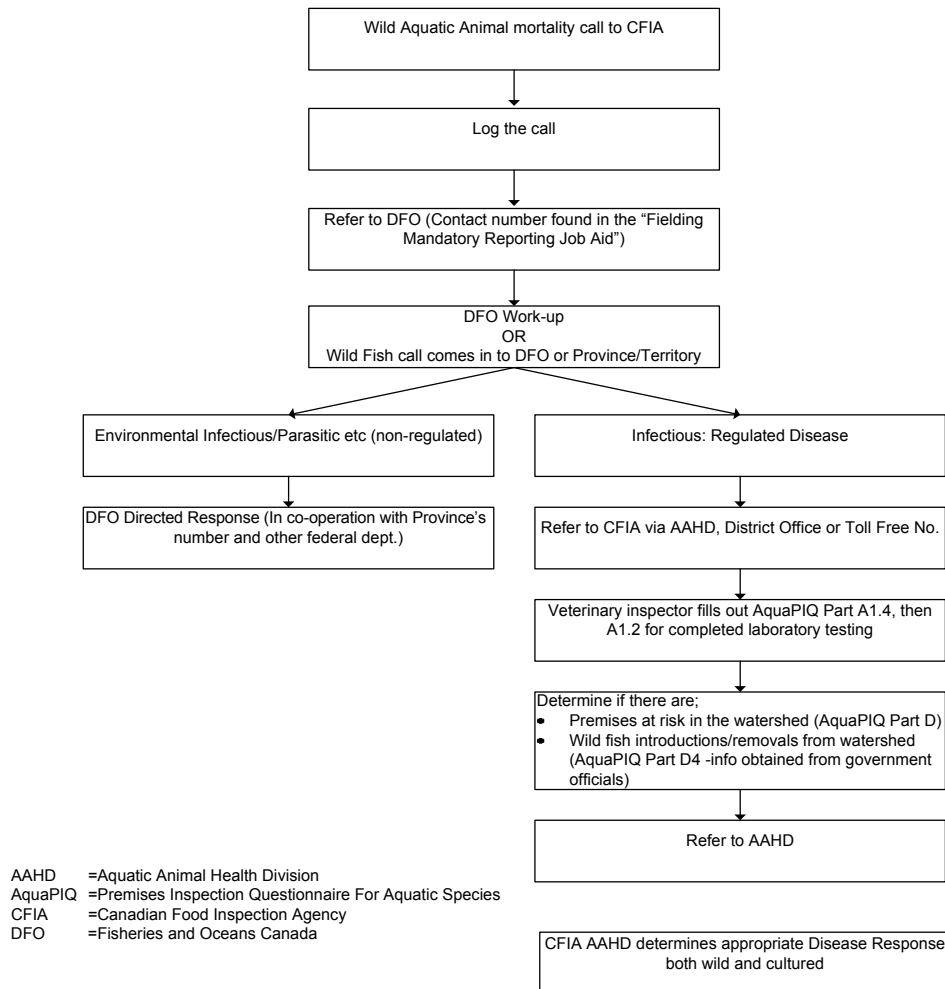 Wild Aquatic Animal mortality call to CFIA
Log the call
Refer to DFO (Contact number found in the “Fielding
Mandatory Reporting Job Aid”)
DFO Work-up
OR
Wild Fish call comes in to DFO or Province/Territory
Environmental Infectious/Parasitic etc (non-regulated)
DFO Directed Response (In co-operation with Province’s
number and other federal dept.)
Infectious: Regulated Disease
Refer to CFIA via AAHD, District Office or Toll Free No.
Veterinary inspector fills out AquaPIQ Part A1.4, then
A1.2 for completed laboratory testing
Determine if there are;
• Premises at risk in the watershed (AquaPIQ Part D)
• Wild fish introductions/removals from watershed
(AquaPIQ Part D4 -info obtained from government
officials)
Refer to AAHD
CFIA AAHD determines appropriate Disease Response
both wild and cultured
AAHD =Aquatic Animal Health Division
AquaPIQ =Premises Inspection Questionnaire For Aquatic Species
CFIA =Canadian Food Inspection Agency
DFO =Fisheries and Oceans Canada